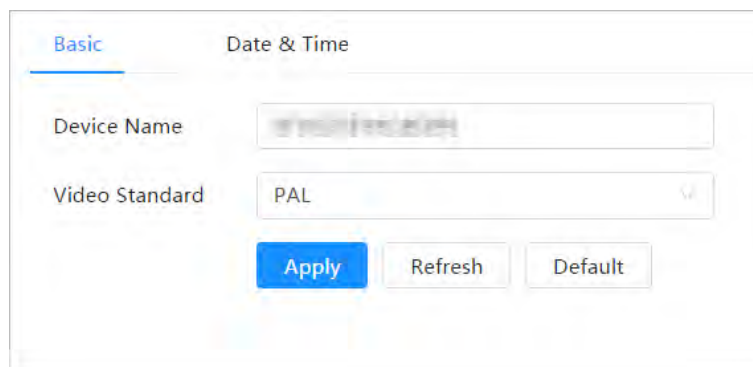 Basic Date & Time
Device Name
Video Standard PAL
Apply Refresh Default